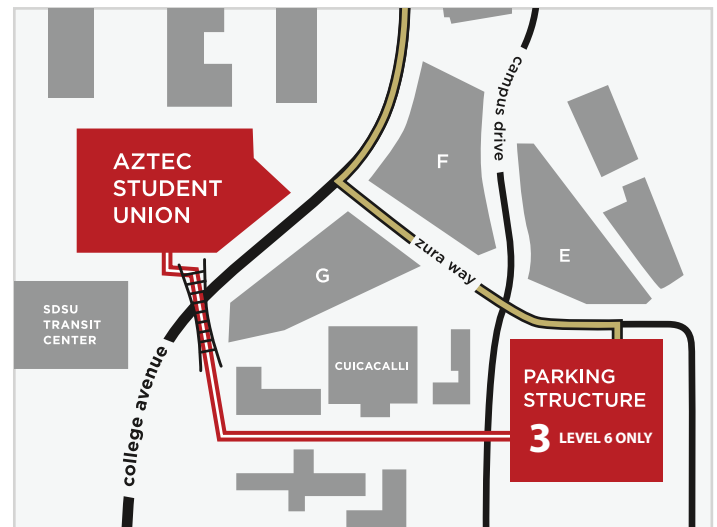 campus drive
AZTEC
STUDENT
UNION
F
zura way
E
G
SDSU
TRANSIT
CENTER
college avenue
CUICACALLI
PARKING
STRUCTURE
3 LEVEL 6 ONLY